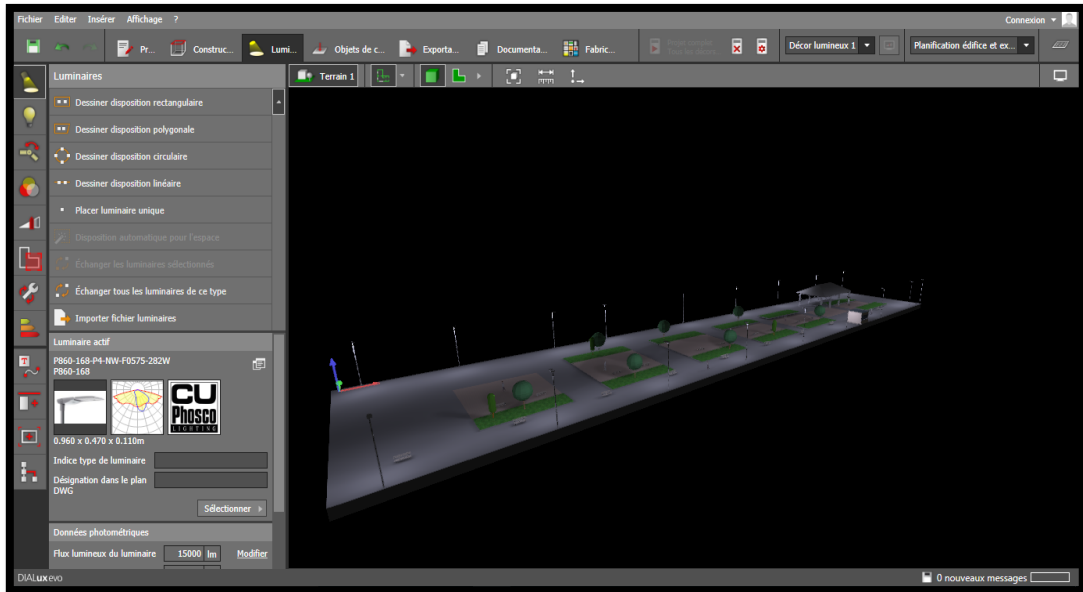 Fichier Editer Insérer Affichage ?
Connexion
Pr... Construc... Lumi... Objets de c... Exporta... Documenta... Fabric... Décor lumineux 1 Planification édifice et ex...
Luminaires
Terrain 1
Dessiner disposition rectangulaire
Dessiner disposition polygonale
Dessiner disposition circulaire
Dessiner disposition linéaire
Placer luminaire unique
Disposition automatique pour l'espace
Échanger les luminaires sélectionnés
Échanger tous les luminaires de ce type
Importer fichier luminaires
Luminaire actif
P860-168-P4-NW-F0575-282W
P860-168
CU
Phosco
LIGHTING
0.960 x 0.470 x 0.110m
Indice type de luminaire
Désignation dans le plan
DWG
Sélectionner
Données photométriques
Flux lumineux du luminaire 15000 lm Modifier
DIALux evo
0 nouveaux messages